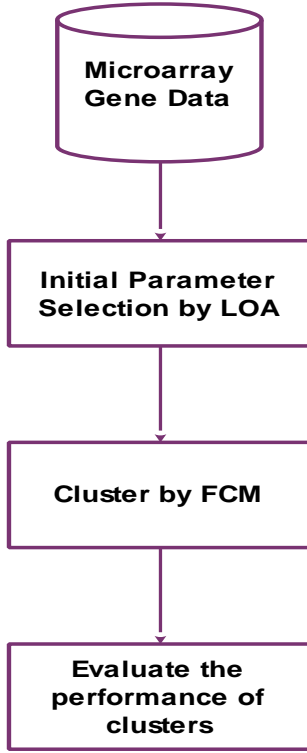 Microarray
Gene Data
Initial Parameter
Selection by LOA
Cluster by FCM
Evaluate the
performance of
clusters